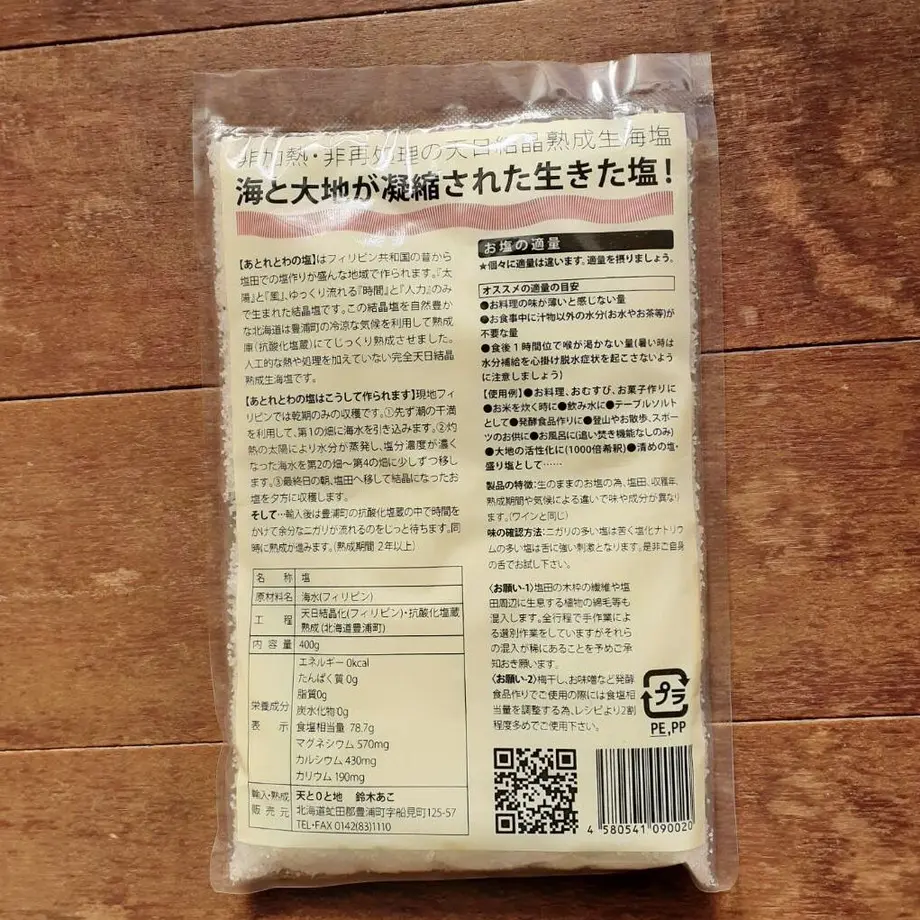 非加熱・非再処理の天日結晶熟成生海塩
海と大地が凝縮された生きた塩！
【あとれとわの塩】はフィリピン共和国の昔から
塩田での塩作りが盛んな地域で作られます。『太
陽』と『風』、ゆっくり流れる『時間』と『人力』のみ
で生まれた結晶塩です。この結晶塩を自然豊か
な北海道は豊浦町の冷涼な気候を利用して熟成
庫(抗酸化塩蔵)にてじっくり熟成させました。
人工的な熱や処理を加えていない完全天日結晶
熟成生海塩です。
【あとれとわの塩はこうして作られます】現地フィ
リピンでは乾期のみの収穫です。①先ず潮の干満
を利用して、第1の畑に海水を引き込みます。②灼
熱の太陽により水分が蒸発し、塩分濃度が濃く
なった海水を第2の畑〜第4の畑に少しずつ移し
ます。③最終日の朝、塩田へ移して結晶になったお
塩を夕方に収穫します。
そして…輸入後は豊浦町の抗酸化塩蔵の中で時間を
かけて余分なニガリが流れるのをじっと待ちます。同
時に熟成が進みます。(熟成期間 2年以上)
名称 塩
原材料名 海水(フィリピン)
工程 天日結晶化(フィリピン)・抗酸化塩蔵
熟成(北海道豊浦町)
内容量 400g
栄養成分表示
エネルギー 0kcal
たんぱく質 0g
脂質0g
炭水化物 0g
食塩相当量 78.7g
マグネシウム 570mg
カルシウム 430mg
カリウム 190mg
輸入・熟成 天と0と地 鈴木あこ
販売元 北海道虻田郡豊浦町字船見町125-57
TEL・FAX 0142(83)1110
お塩の適量
★個々に適量は違います。適量を摂りましょう。
オススメの適量の目安
●お料理の味が薄いと感じない量
●お食事中に汁物以外の水分(お水やお茶等)が
不要な量
●食後1時間位で喉が渇かない量(暑い時は
水分補給を心掛け脱水症状を起こさないよう
に注意しましょう)
【使用例】●お料理、おむすび、お菓子作りに
●お米を炊く時に●飲み水に●テーブルソルト
として●発酵食品作りに●登山やお散歩、スポー
ツのお供に●お風呂に(追い焚き機能なしのみ)
●大地の活性化に(1000倍希釈)●清めの塩・
盛り塩として……
製品の特徴:生のままのお塩の為、塩田、収穫年、
熟成期間や気候による違いで味や成分が異なり
ます。(ワインと同じ)
味の確認方法:ニガリの多い塩は苦く塩化ナトリウ
ムの多い塩は舌に強い刺激となります。是非ご自身
の舌でお試し下さい。
〈お願い-1〉塩田の木枠の繊維や塩
田周辺に生息する植物の綿毛等も
混入します。全行程で手作業によ
る選別作業をしていますがそれら
の混入が稀にあることを予めご承
知おき願います。
〈お願い-2〉梅干し、お味噌など発酵
食品作りでご使用の際には食塩相
当量を調整する為、レシピより2割
程度多めでご使用下さい。
プラ
PE,PP
4 580541 090020